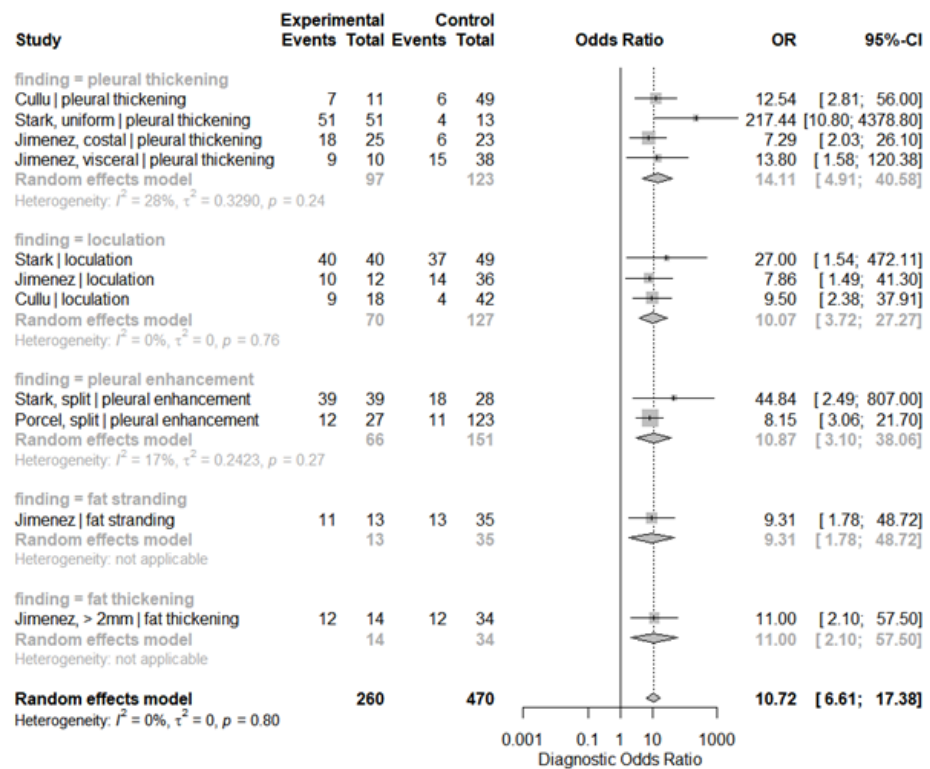 Experimental Control
Study Events Total Events Total Odds Ratio OR 95%-CI
finding = pleural thickening
Cullu | pleural thickening 7 11 6 49 12.54 [2.81; 56.00]
Stark, uniform | pleural thickening 51 51 4 13 217.44 [10.80; 4378.80]
Jimenez, costal | pleural thickening 18 25 6 23 7.29 [2.03; 26.10]
Jimenez, visceral | pleural thickening 9 10 15 38 13.80 [1.58; 120.38]
Random effects model 97 123 14.11 [4.91; 40.58]
Heterogeneity: I² = 28%, τ² = 0.3290, p = 0.24
finding = loculation
Stark | loculation 40 40 37 49 27.00 [1.54; 472.11]
Jimenez | loculation 10 12 14 36 7.86 [1.49; 41.30]
Cullu | loculation 9 18 4 42 9.50 [2.38; 37.91]
Random effects model 70 127 10.07 [3.72; 27.27]
Heterogeneity: I² = 0%, τ² = 0, p = 0.76
finding = pleural enhancement
Stark, split | pleural enhancement 39 39 18 28 44.84 [2.49; 807.00]
Porcel, split | pleural enhancement 12 27 11 123 8.15 [3.06; 21.70]
Random effects model 66 151 10.87 [3.10; 38.06]
Heterogeneity: I² = 17%, τ² = 0.2423, p = 0.27
finding = fat stranding
Jimenez | fat stranding 11 13 13 35 9.31 [1.78; 48.72]
Random effects model 13 35 9.31 [1.78; 48.72]
Heterogeneity: not applicable
finding = fat thickening
Jimenez, > 2mm | fat thickening 12 14 12 34 11.00 [2.10; 57.50]
Random effects model 14 34 11.00 [2.10; 57.50]
Heterogeneity: not applicable
Random effects model 260 470 10.72 [6.61; 17.38]
Heterogeneity: I² = 0%, τ² = 0, p = 0.80
0.001 0.1 1 10 1000
Diagnostic Odds Ratio